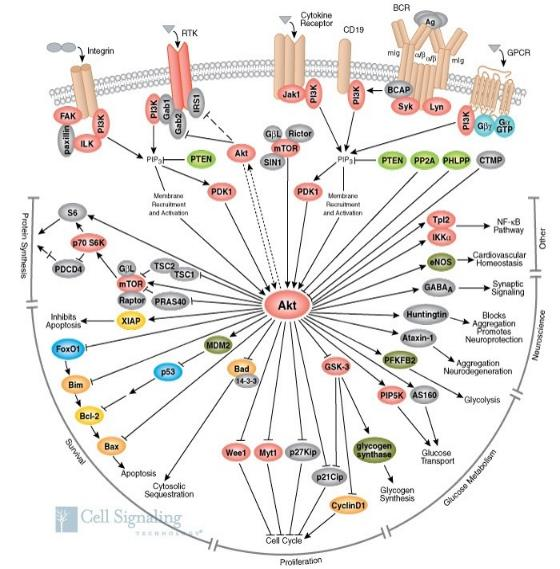 Integrin
RTK
Cytokine
Receptor
CD19
BCR
Ag
mIg
α/β
α/β
mIg
GPCR
FAK
paxillin
ILK
PI3K
PI3K
Gab1
Gab2
IRS1
Jak1
PI3K
PI3K
BCAP
Syk
Lyn
PI3K
Gβγ
Gα
GTP
PIP3
PTEN
Akt
GβL
Rictor
mTOR
SIN1
PIP3
PTEN
PP2A
PHLPP
CTMP
PDK1
PDK1
Membrane
Recruitment
and Activation
Membrane
Recruitment
and Activation
Protein Synthesis
S6
p70 S6K
PDCD4
GβL
mTOR
Raptor
TSC2
TSC1
PRAS40
Akt
Tpl2
IKKα
NF-κB
Pathway
Other
eNOS
Cardiovascular
Homeostasis
GABAA
Synaptic
Signaling
Huntingtin
Blocks
Aggregation
Promotes
Neuroprotection
Ataxin-1
Aggregation
Neurodegeneration
Neuroscience
PFKFB2
Glycolysis
PIP5K
AS160
Glucose
Transport
Glucose Metabolism
Inhibits
Apoptosis
XIAP
FoxO1
Bim
Bcl-2
Bax
p53
MDM2
Apoptosis
Survival
Bad
14-3-3
Cytosolic
Sequestration
GSK-3
Wee1
Myt1
p27Kip
p21Cip
glycogen
synthase
Glycogen
Synthesis
CyclinD1
Cell Cycle
Proliferation
Cell Signaling
TECHNOLOGY®